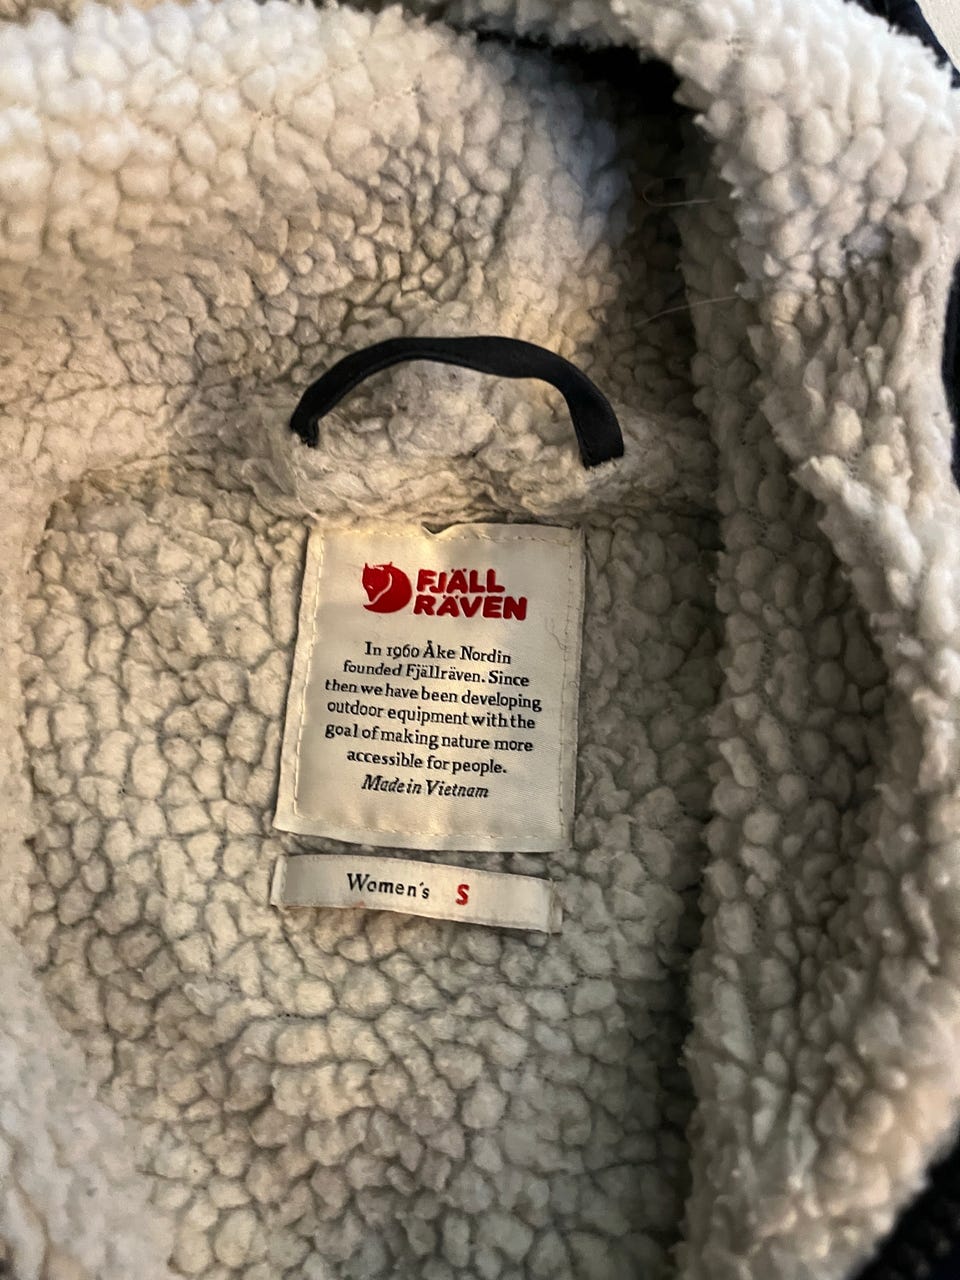 FJÄLL
RÄVEN
In 1960 Åke Nordin
founded Fjällräven. Since
then we have been developing
outdoor equipment with the
goal of making nature more
accessible for people.
Made in Vietnam
Women's S